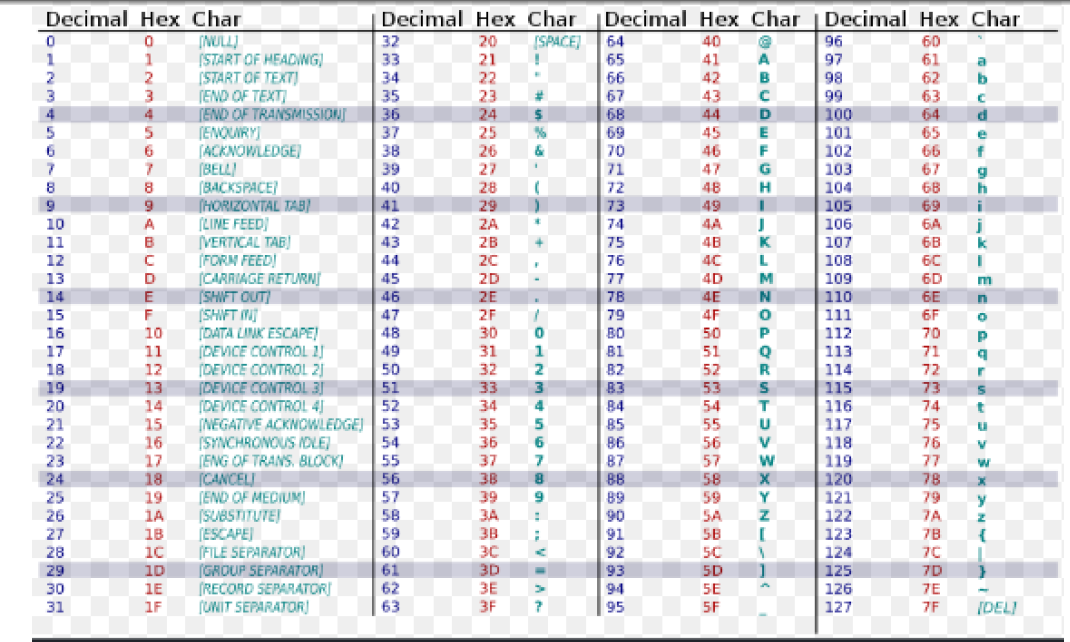 Decimal Hex Char Decimal Hex Char Decimal Hex Char Decimal Hex Char
0 0 [NULL] 32 20 [SPACE] 64 40 @ 96 60 `
1 1 [START OF HEADING] 33 21 ! 65 41 A 97 61 a
2 2 [START OF TEXT] 34 22 " 66 42 B 98 62 b
3 3 [END OF TEXT] 35 23 # 67 43 C 99 63 c
4 4 [END OF TRANSMISSION] 36 24 $ 68 44 D 100 64 d
5 5 [ENQUIRY] 37 25 % 69 45 E 101 65 e
6 6 [ACKNOWLEDGE] 38 26 & 70 46 F 102 66 f
7 7 [BELL] 39 27 ' 71 47 G 103 67 g
8 8 [BACKSPACE] 40 28 ( 72 48 H 104 68 h
9 9 [HORIZONTAL TAB] 41 29 ) 73 49 I 105 69 i
10 A [LINE FEED] 42 2A * 74 4A J 106 6A j
11 B [VERTICAL TAB] 43 2B + 75 4B K 107 6B k
12 C [FORM FEED] 44 2C , 76 4C L 108 6C l
13 D [CARRIAGE RETURN] 45 2D - 77 4D M 109 6D m
14 E [SHIFT OUT] 46 2E . 78 4E N 110 6E n
15 F [SHIFT IN] 47 2F / 79 4F O 111 6F o
16 10 [DATA LINK ESCAPE] 48 30 0 80 50 P 112 70 p
17 11 [DEVICE CONTROL 1] 49 31 1 81 51 Q 113 71 q
18 12 [DEVICE CONTROL 2] 50 32 2 82 52 R 114 72 r
19 13 [DEVICE CONTROL 3] 51 33 3 83 53 S 115 73 s
20 14 [DEVICE CONTROL 4] 52 34 4 84 54 T 116 74 t
21 15 [NEGATIVE ACKNOWLEDGE] 53 35 5 85 55 U 117 75 u
22 16 [SYNCHRONOUS IDLE] 54 36 6 86 56 V 118 76 v
23 17 [ENG OF TRANS. BLOCK] 55 37 7 87 57 W 119 77 w
24 18 [CANCEL] 56 38 8 88 58 X 120 78 x
25 19 [END OF MEDIUM] 57 39 9 89 59 Y 121 79 y
26 1A [SUBSTITUTE] 58 3A : 90 5A Z 122 7A z
27 1B [ESCAPE] 59 3B ; 91 5B [ 123 7B {
28 1C [FILE SEPARATOR] 60 3C < 92 5C \ 124 7C |
29 1D [GROUP SEPARATOR] 61 3D = 93 5D ] 125 7D }
30 1E [RECORD SEPARATOR] 62 3E > 94 5E ^ 126 7E ~
31 1F [UNIT SEPARATOR] 63 3F ? 95 5F _ 127 7F [DEL]